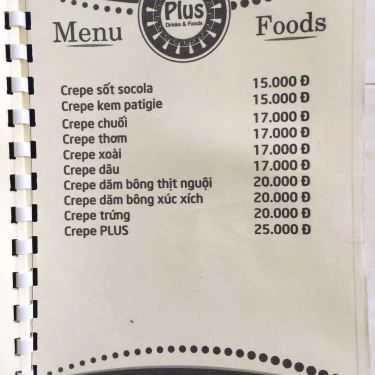 Plus
Drinks & Foods
Menu Foods
Crepe sốt socola 15.000 Đ
Crepe kem patigie 15.000 Đ
Crepe chuối 17.000 Đ
Crepe thơm 17.000 Đ
Crepe xoài 17.000 Đ
Crepe dâu 17.000 Đ
Crepe dăm bông thịt nguội 20.000 Đ
Crepe dăm bông xúc xích 20.000 Đ
Crepe trứng 20.000 Đ
Crepe PLUS 25.000 Đ